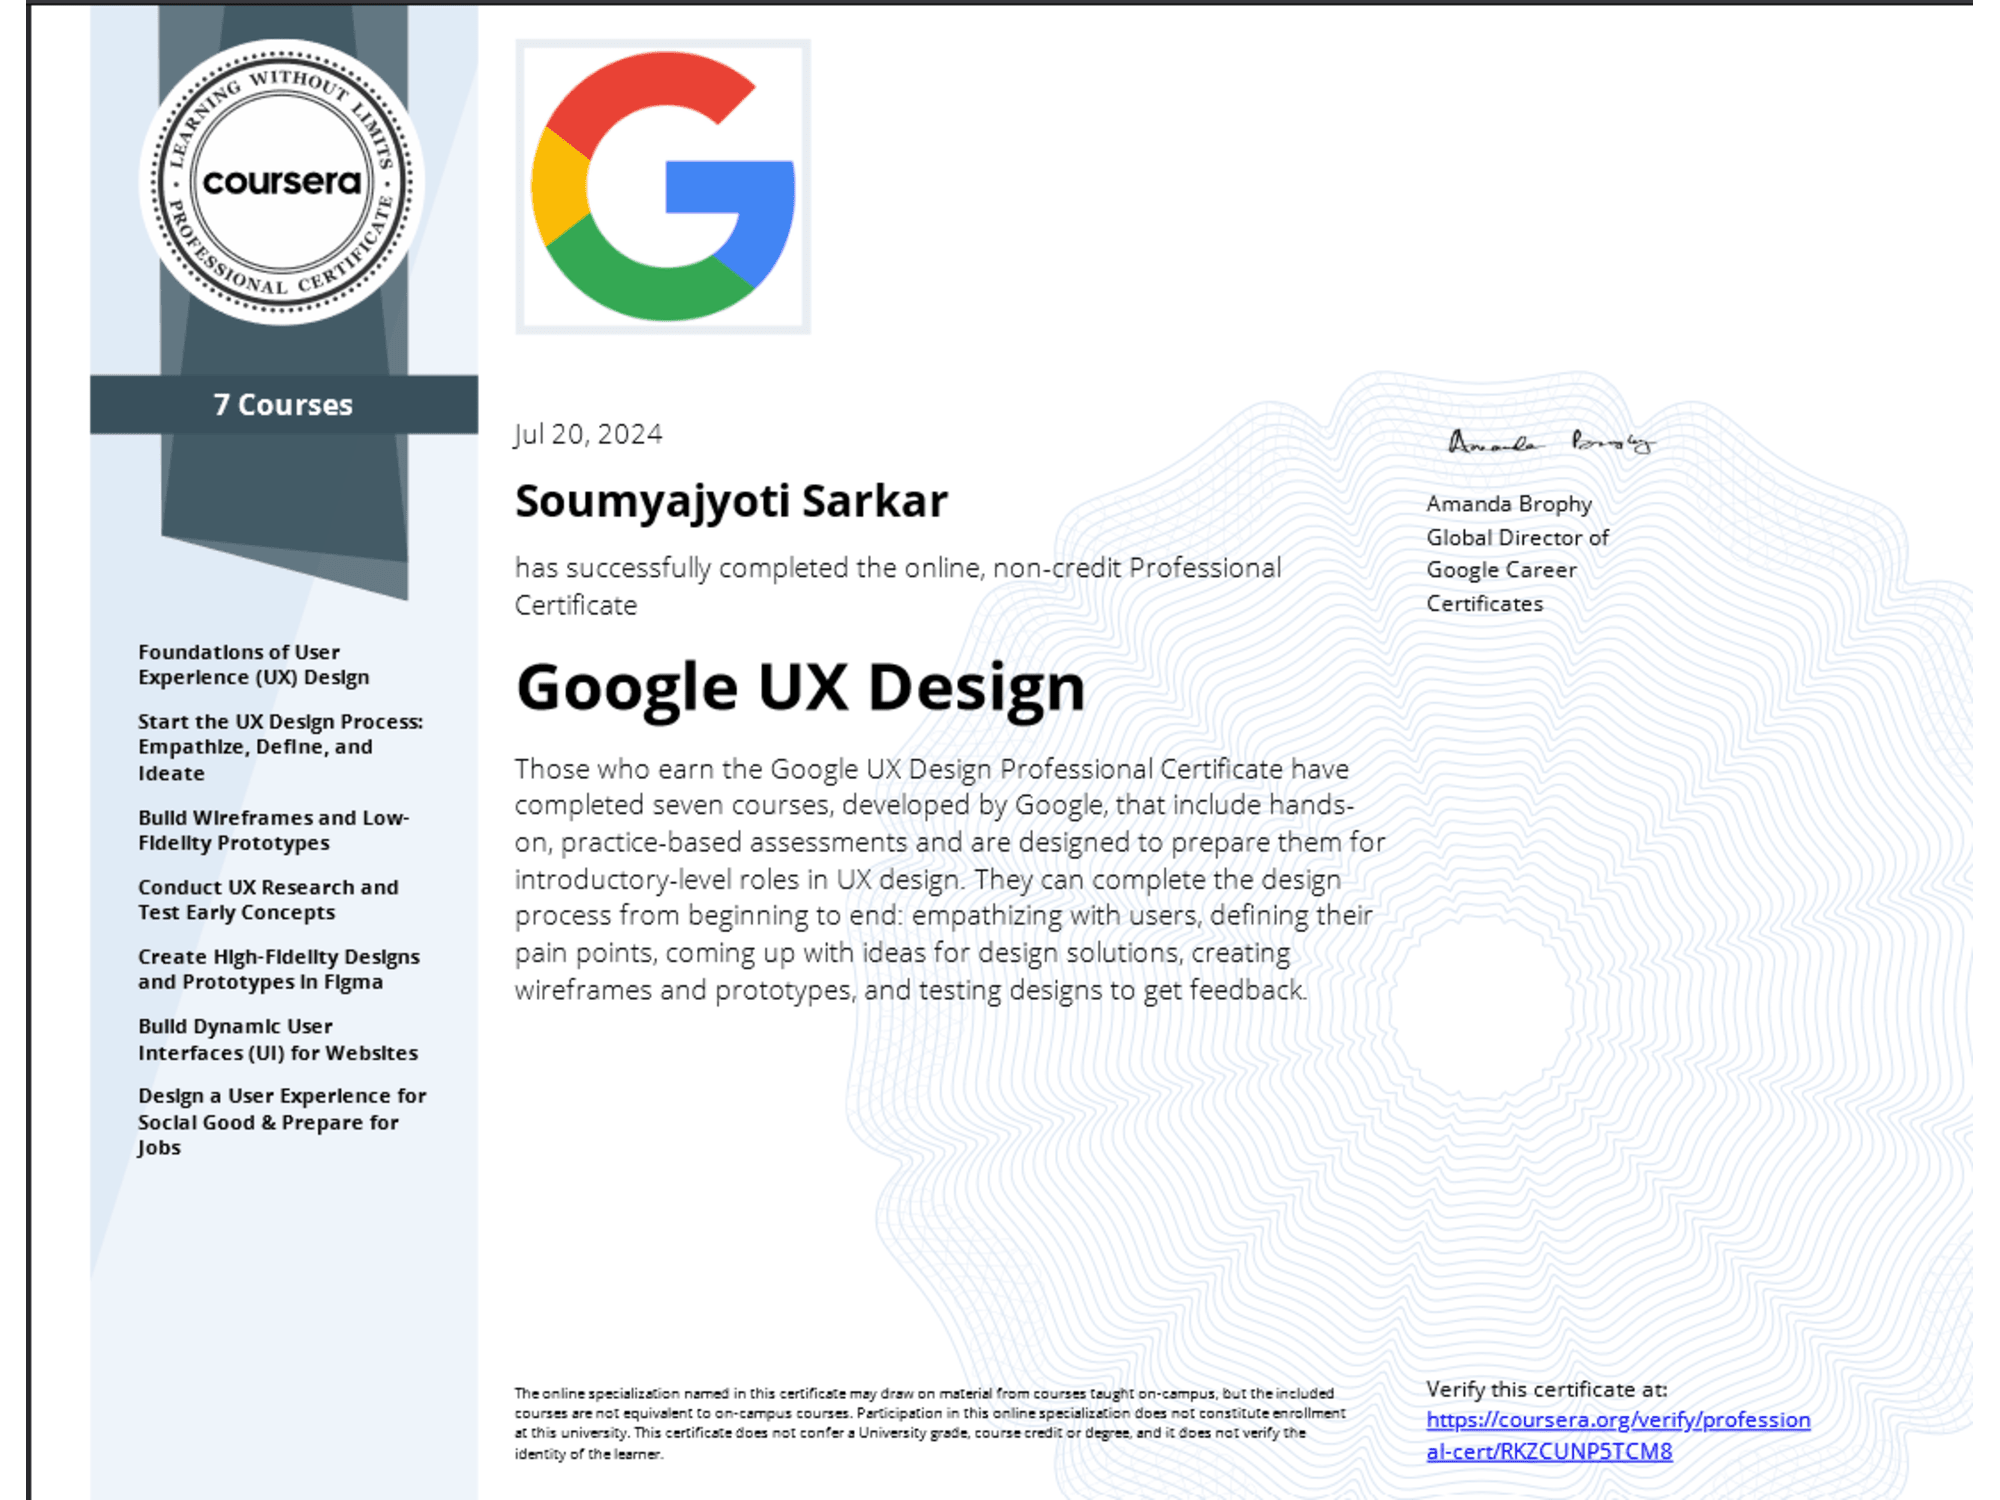 LEARNING WITHOUT LIMITS
coursera
PROFESSIONAL CERTIFICATE
7 Courses
Foundations of User
Experience (UX) Design
Start the UX Design Process:
Empathize, Define, and
Ideate
Build Wireframes and Low-
Fidelity Prototypes
Conduct UX Research and
Test Early Concepts
Create High-Fidelity Designs
and Prototypes in Figma
Build Dynamic User
Interfaces (UI) for Websites
Design a User Experience for
Social Good & Prepare for
Jobs
G
Jul 20, 2024
Soumyajyoti Sarkar
has successfully completed the online, non-credit Professional
Certificate
Google UX Design
Those who earn the Google UX Design Professional Certificate have
completed seven courses, developed by Google, that include hands-
on, practice-based assessments and are designed to prepare them for
introductory-level roles in UX design. They can complete the design
process from beginning to end: empathizing with users, defining their
pain points, coming up with ideas for design solutions, creating
wireframes and prototypes, and testing designs to get feedback.
Amanda Brophy
Amanda Brophy
Global Director of
Google Career
Certificates
The online specialization named in this certificate may draw on material from courses taught on-campus, but the included
courses are not equivalent to on-campus courses. Participation in this online specialization does not constitute enrollment
at this university. This certificate does not confer a University grade, course credit or degree, and it does not verify the
identity of the learner.
Verify this certificate at:
https://coursera.org/verify/profession
al-cert/RKZCUNP5TCM8